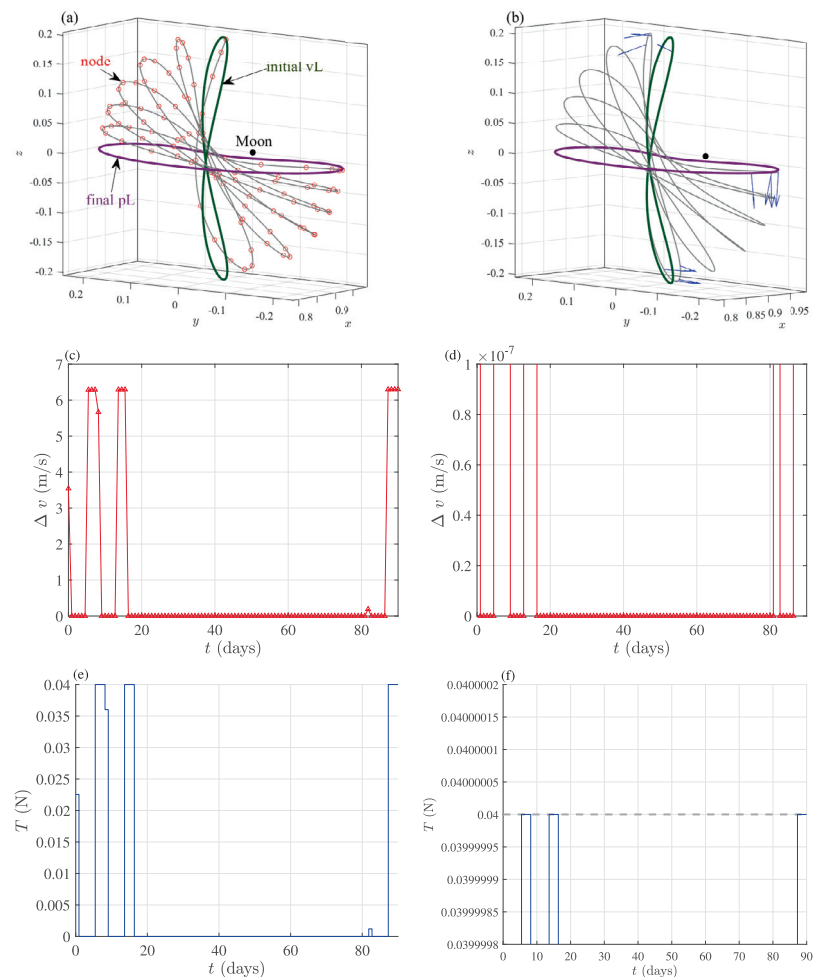 (a)
0.2
0.15
0.1
0.05
0
-0.05
-0.1
-0.15
-0.2
z
node
initial vL
Moon
final pL
0.2
0.1
0
-0.1
-0.2
y
0.8
0.9
x
(b)
0.2
0.15
0.1
0.05
0
-0.05
-0.1
-0.15
-0.2
z
0.2
0.1
0
-0.1
-0.2
y
0.8
0.85
0.9
0.95
x
(c)
7
6
5
4
3
2
1
0
Δ v (m/s)
0 20 40 60 80
t (days)
(d)
×10-7
1
0.8
0.6
0.4
0.2
0
Δ v (m/s)
0 20 40 60 80
t (days)
(e)
0.04
0.035
0.03
0.025
0.02
0.015
0.01
0.005
0
T (N)
0 20 40 60 80
t (days)
(f)
0.0400002
0.04000015
0.0400001
0.04000005
0.04
0.03999995
0.0399999
0.03999985
0.0399998
T (N)
0 10 20 30 40 50 60 70 80 90
t (days)